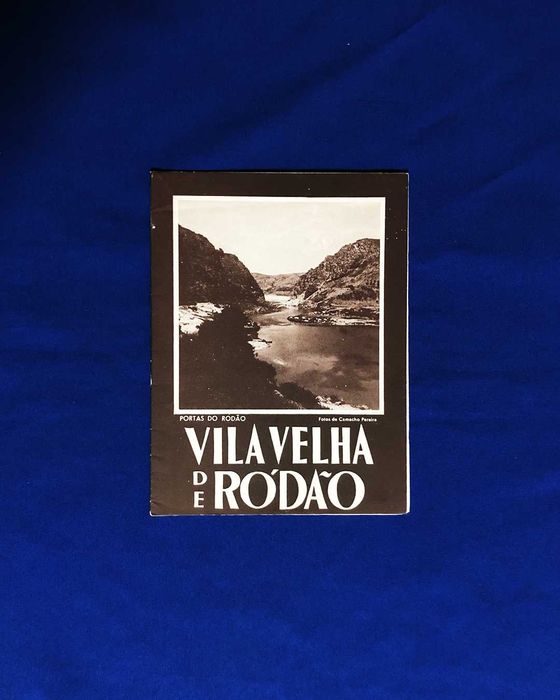 PORTAS DO RODÃO Fotos de Camacho Pereira
VILA VELHA
DE RÓDÃO